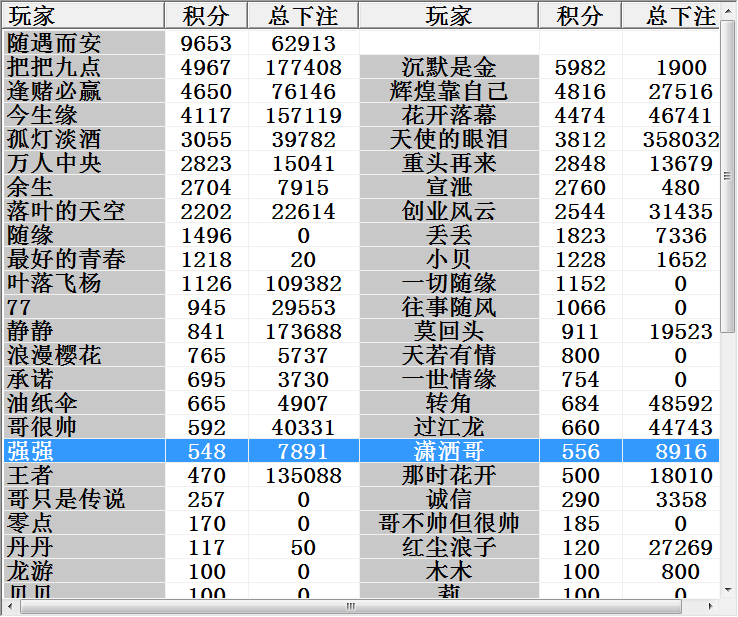 玩家 积分 总下注 玩家 积分 总下注
随遇而安 9653 62913
把把九点 4967 177408 沉默是金 5982 1900
逢赌必赢 4650 76146 辉煌靠自己 4816 27516
今生缘 4117 157119 花开落幕 4474 46741
孤灯淡酒 3055 39782 天使的眼泪 3812 358032
万人中央 2823 15041 重头再来 2848 13679
余生 2704 7915 宣泄 2760 480
落叶的天空 2202 22614 创业风云 2544 31435
随缘 1496 0 丢丢 1823 7336
最好的青春 1218 20 小贝 1228 1652
叶落飞杨 1126 109382 一切随缘 1152 0
77 945 29553 往事随风 1066 0
静静 841 173688 莫回头 911 19523
浪漫樱花 765 5737 天若有情 800 0
承诺 695 3730 一世情缘 754 0
油纸伞 665 4907 转角 684 48592
哥很帅 592 40331 过江龙 660 44743
强强 548 7891 潇洒哥 556 8916
王者 470 135088 那时花开 500 18010
哥只是传说 257 0 诚信 290 3358
零点 170 0 哥不帅但很帅 185 0
丹丹 117 50 红尘浪子 120 27269
龙游 100 0 木木 100 800
贝贝 100 0 莉 100 0